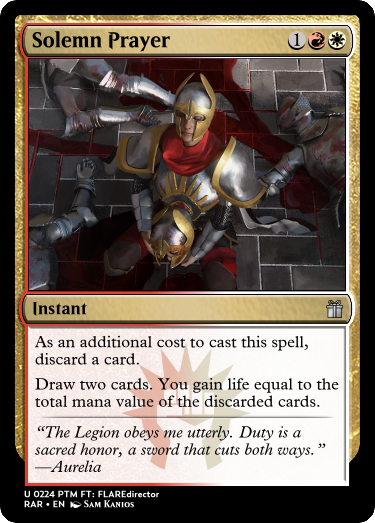 Solemn Prayer 1
Instant
As an additional cost to cast this spell,
discard a card.
Draw two cards. You gain life equal to the
total mana value of the discarded cards.
“The Legion obeys me utterly. Duty is a
sacred honor, a sword that cuts both ways.”
—Aurelia
U 0224 PTM FT: FLAREdirector
RAR • EN Sam Kanios